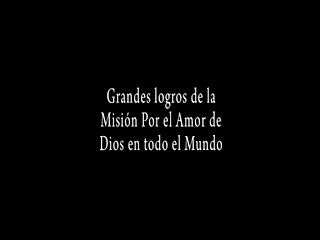 Grandes logros de la
Misión Por el Amor de
Dios en todo el Mundo